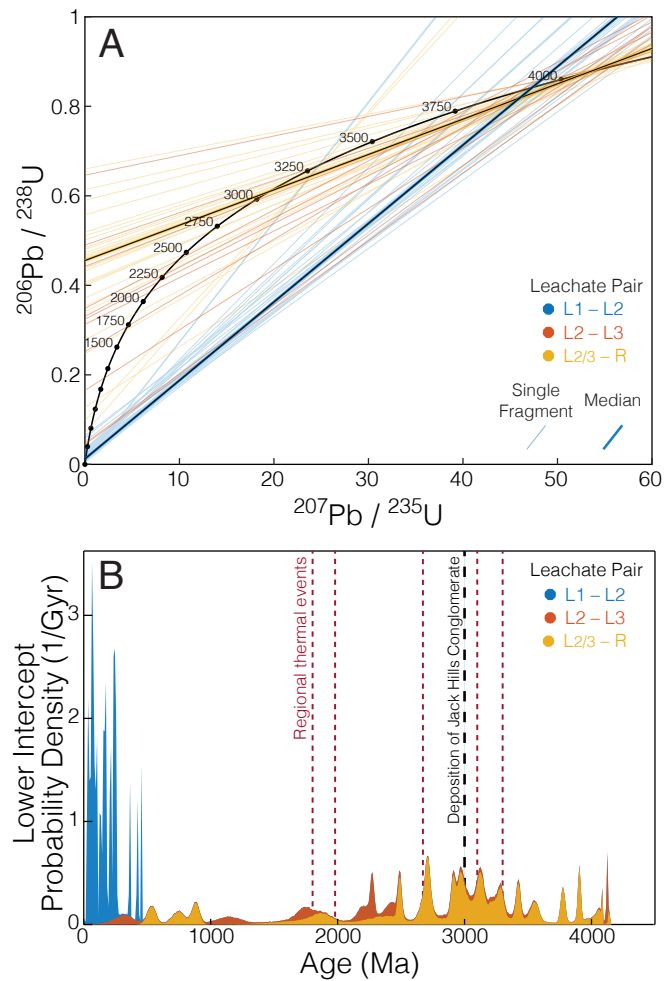 A
1
0.8
0.6
0.4
0.2
0
206Pb / 238U
4000
3750
3500
3250
3000
2750
2500
2250
2000
1750
1500
Leachate Pair
L1 – L2
L2 – L3
L2/3 – R
Single
Fragment
Median
0 10 20 30 40 50 60
207Pb / 235U
B
3
2
1
0
Lower Intercept
Probability Density (1/Gyr)
Regional thermal events
Deposition of Jack Hills Conglomerate
Leachate Pair
L1 – L2
L2 – L3
L2/3 – R
0 1000 2000 3000 4000
Age (Ma)